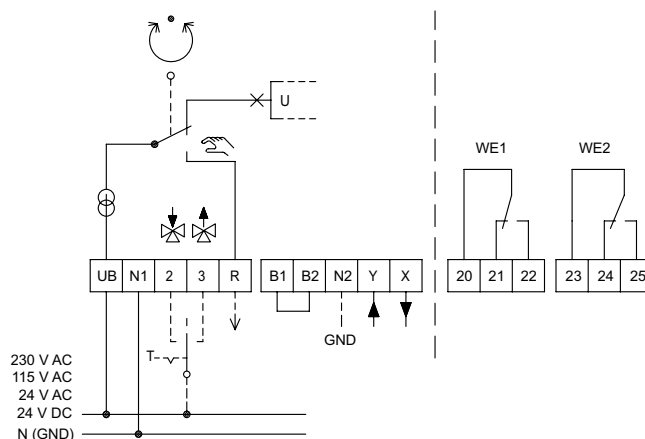 U
WE1 WE2
UB N1 2 3 R B1 B2 N2 Y X 20 21 22 23 24 25
GND
T
230 V AC
115 V AC
24 V AC
24 V DC
N (GND)